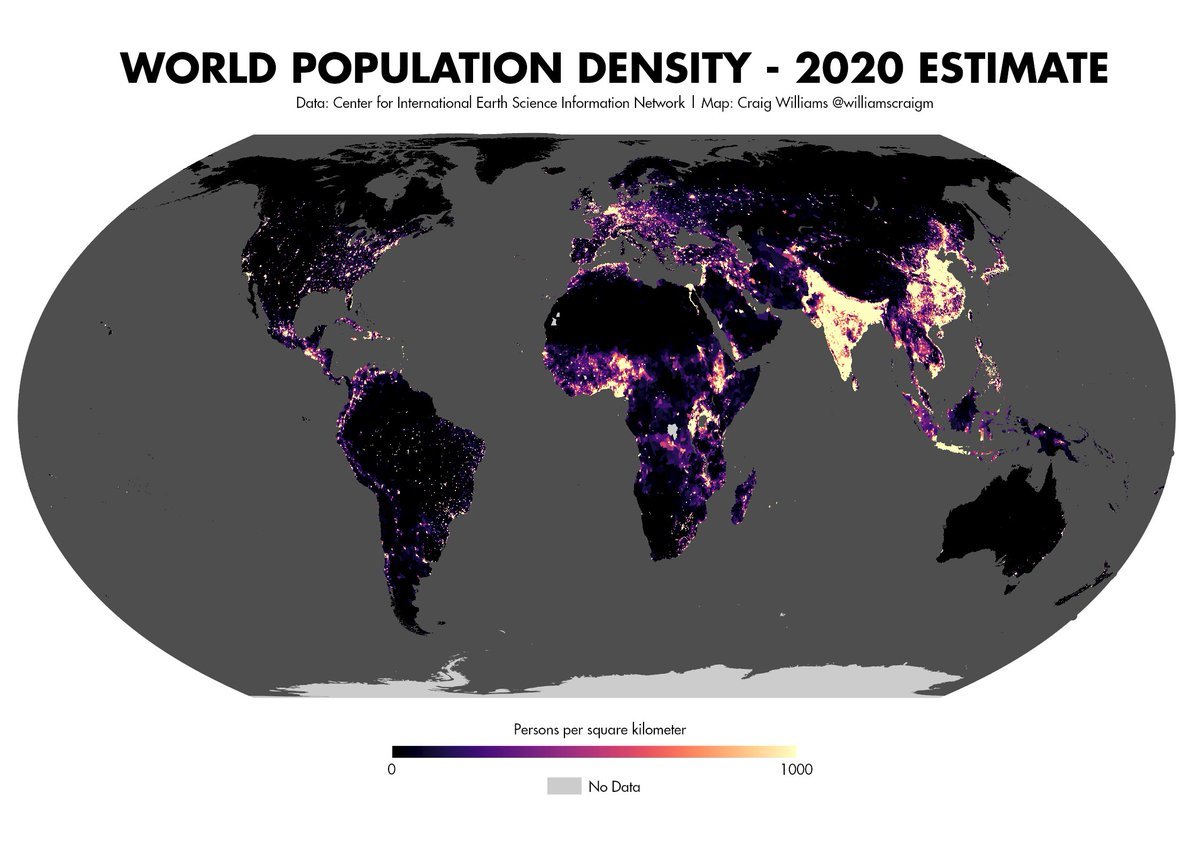 WORLD POPULATION DENSITY - 2020 ESTIMATE
Data: Center for International Earth Science Information Network | Map: Craig Williams @williamscraigm
Persons per square kilometer
0 1000
No Data